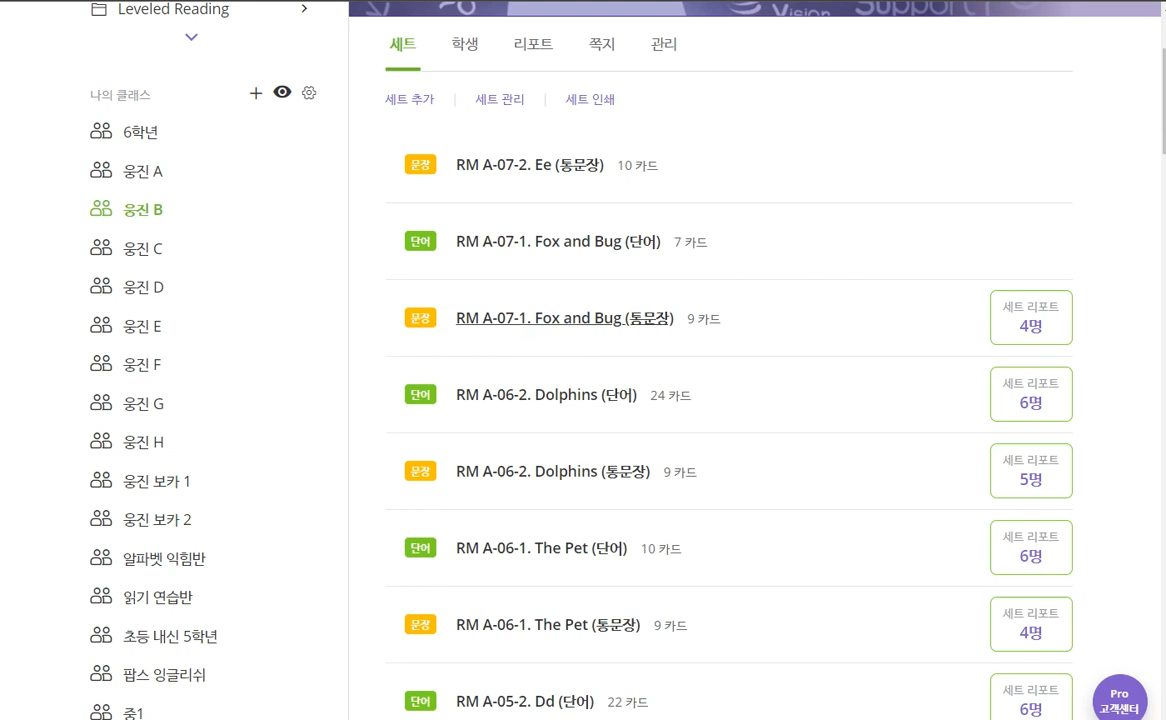 Leveled Reading
나의 클래스
6학년
웅진 A
웅진 B
웅진 C
웅진 D
웅진 E
웅진 F
웅진 G
웅진 H
웅진 보카 1
웅진 보카 2
알파벳 익힘반
읽기 연습반
초등 내신 5학년
팝스 잉글리쉬
중1
Vision Support
세트 학생 리포트 쪽지 관리
세트 추가 세트 관리 세트 인쇄
문장 RM A-07-2. Ee (통문장) 10 카드
단어 RM A-07-1. Fox and Bug (단어) 7 카드
문장 RM A-07-1. Fox and Bug (통문장) 9 카드
세트 리포트
4명
단어 RM A-06-2. Dolphins (단어) 24 카드
세트 리포트
6명
문장 RM A-06-2. Dolphins (통문장) 9 카드
세트 리포트
5명
단어 RM A-06-1. The Pet (단어) 10 카드
세트 리포트
6명
문장 RM A-06-1. The Pet (통문장) 9 카드
세트 리포트
4명
단어 RM A-05-2. Dd (단어) 22 카드
세트 리포트
6명
Pro
고객센터